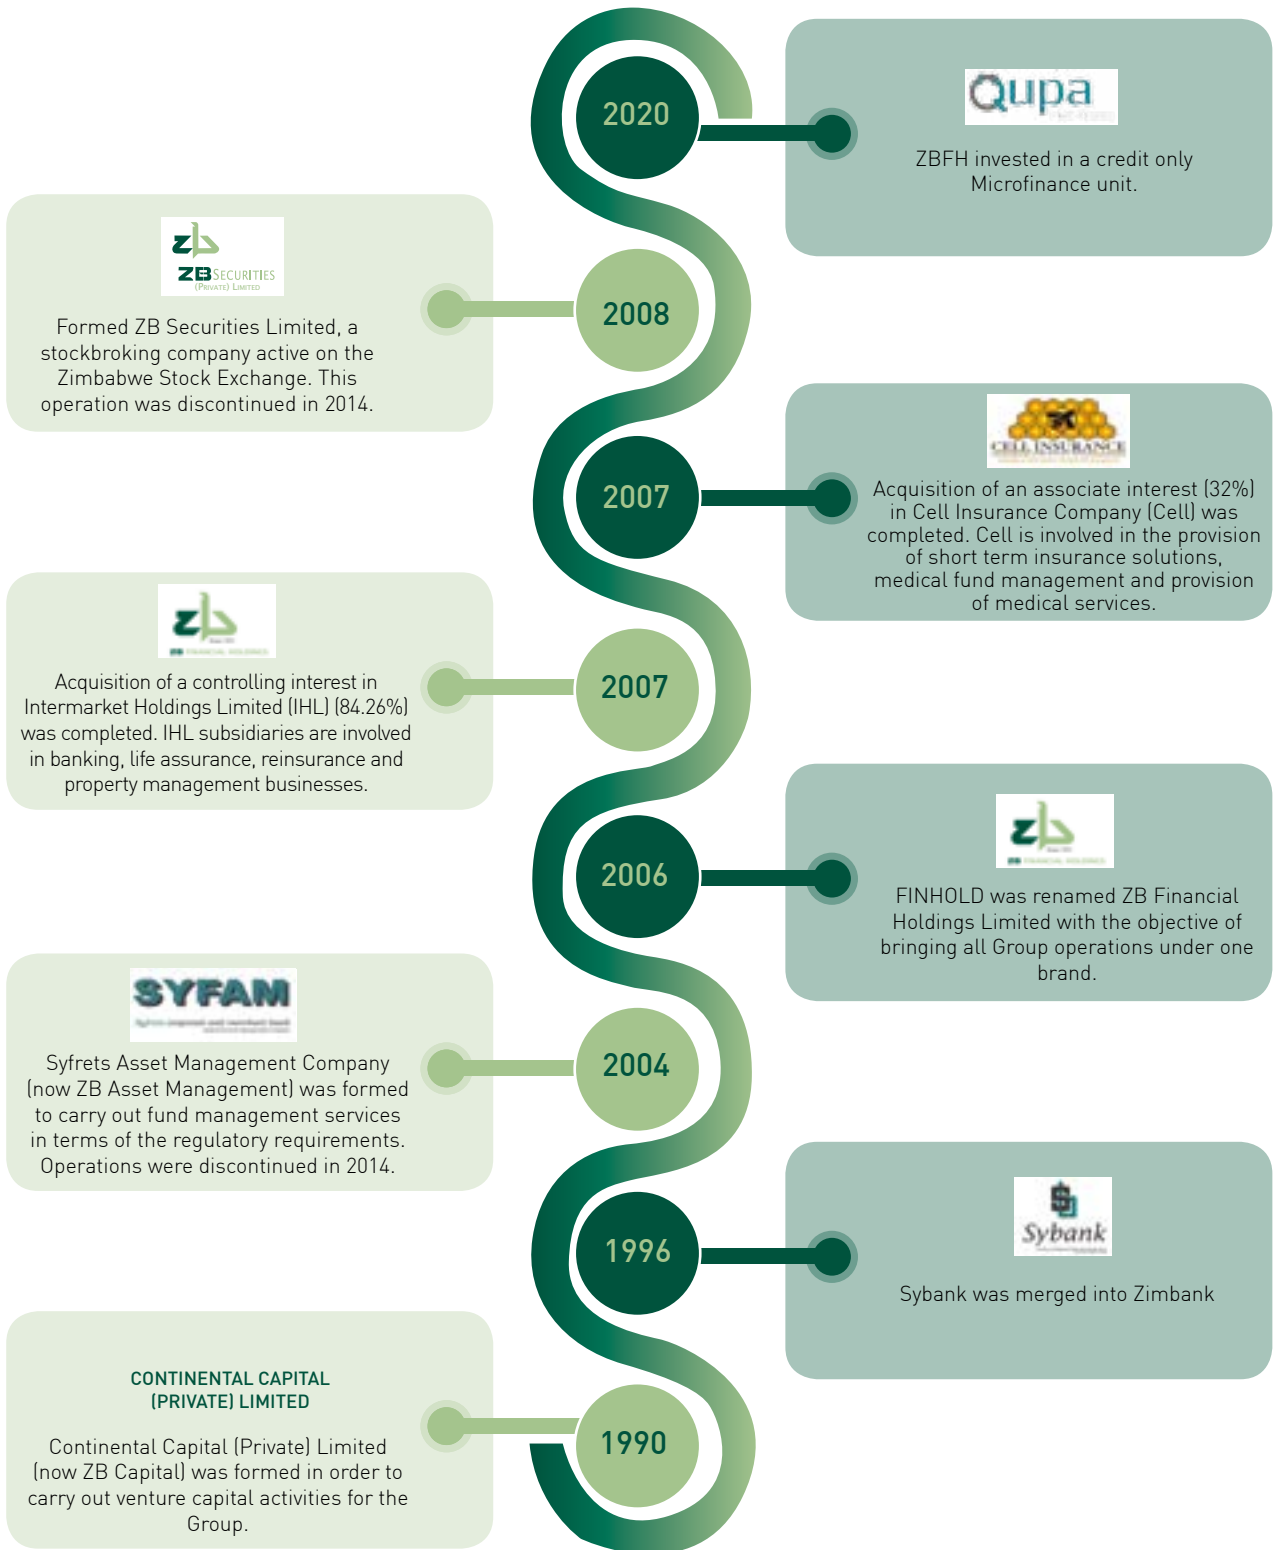 2020
Qupa
ZBFH invested in a credit only
Microfinance unit.
zb
ZB SECURITIES
(PRIVATE) LIMITED
Formed ZB Securities Limited, a
stockbroking company active on the
Zimbabwe Stock Exchange. This
operation was discontinued in 2014.
2008
CELL INSURANCE
2007
Acquisition of an associate interest (32%)
in Cell Insurance Company (Cell) was
completed. Cell is involved in the provision
of short term insurance solutions,
medical fund management and provision
of medical services.
zb
ZB FINANCIAL HOLDINGS
Acquisition of a controlling interest in
Intermarket Holdings Limited (IHL) (84.26%)
was completed. IHL subsidiaries are involved
in banking, life assurance, reinsurance and
property management businesses.
2007
zb
ZB FINANCIAL HOLDINGS
2006
FINHOLD was renamed ZB Financial
Holdings Limited with the objective of
bringing all Group operations under one
brand.
SYFAM
Syfrets Asset Management Company
(now ZB Asset Management) was formed
to carry out fund management services
in terms of the regulatory requirements.
Operations were discontinued in 2014.
2004
Sybank
1996
Sybank was merged into Zimbank
CONTINENTAL CAPITAL
(PRIVATE) LIMITED
Continental Capital (Private) Limited
(now ZB Capital) was formed in order to
carry out venture capital activities for the
Group.
1990